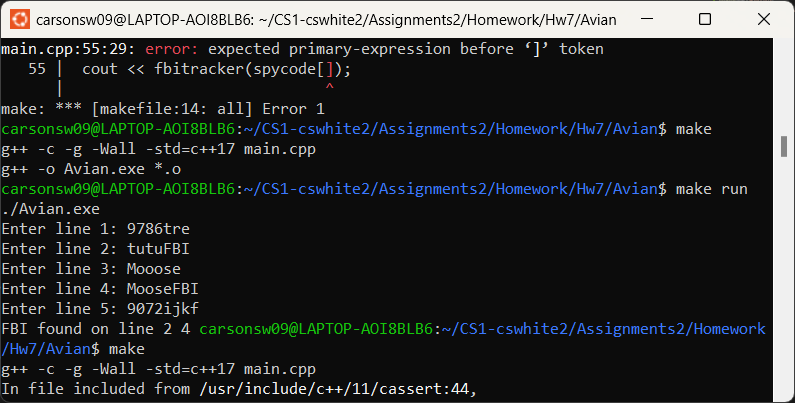 carsonsw09@LAPTOP-AOI8BLB6: ~/CS1-cswhite2/Assignments2/Homework/Hw7/Avian
main.cpp:55:29: error: expected primary-expression before ‘]’ token
   55 |  cout << fbitracker(spycode[]);
      |                             ^
make: *** [makefile:14: all] Error 1
carsonsw09@LAPTOP-AOI8BLB6:~/CS1-cswhite2/Assignments2/Homework/Hw7/Avian$ make
g++ -c -g -Wall -std=c++17 main.cpp
g++ -o Avian.exe *.o
carsonsw09@LAPTOP-AOI8BLB6:~/CS1-cswhite2/Assignments2/Homework/Hw7/Avian$ make run
./Avian.exe
Enter line 1: 9786tre
Enter line 2: tutuFBI
Enter line 3: Mooose
Enter line 4: MooseFBI
Enter line 5: 9072ijkf
FBI found on line 2 4 carsonsw09@LAPTOP-AOI8BLB6:~/CS1-cswhite2/Assignments2/Homework
/Hw7/Avian$ make
g++ -c -g -Wall -std=c++17 main.cpp
In file included from /usr/include/c++/11/cassert:44,